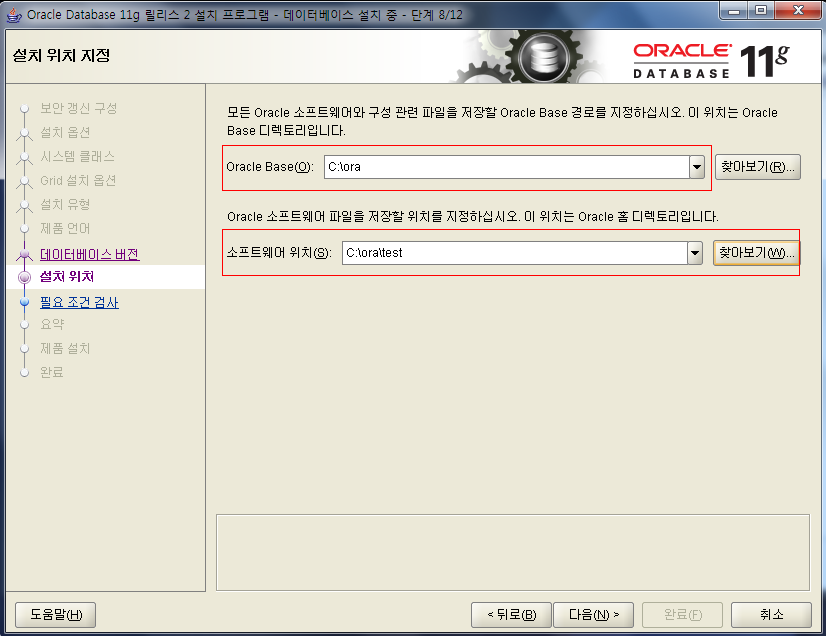 Oracle Database 11g 릴리스 2 설치 프로그램 - 데이터베이스 설치 중 - 단계 8/12
설치 위치 지정
ORACLE
DATABASE
11g
보안 갱신 구성
설치 옵션
시스템 클래스
Grid 설치 옵션
설치 유형
제품 언어
데이터베이스 버전
설치 위치
필요 조건 검사
요약
제품 설치
완료
모든 Oracle 소프트웨어와 구성 관련 파일을 저장할 Oracle Base 경로를 지정하십시오. 이 위치는 Oracle
Base 디렉토리입니다.
Oracle Base(O): C:\ora 찾아보기(R)...
Oracle 소프트웨어 파일을 저장할 위치를 지정하십시오. 이 위치는 Oracle 홈 디렉토리입니다.
소프트웨어 위치(S): C:\ora\test 찾아보기(W)...
도움말(H) < 뒤로(B) 다음(N) > 완료(F) 취소